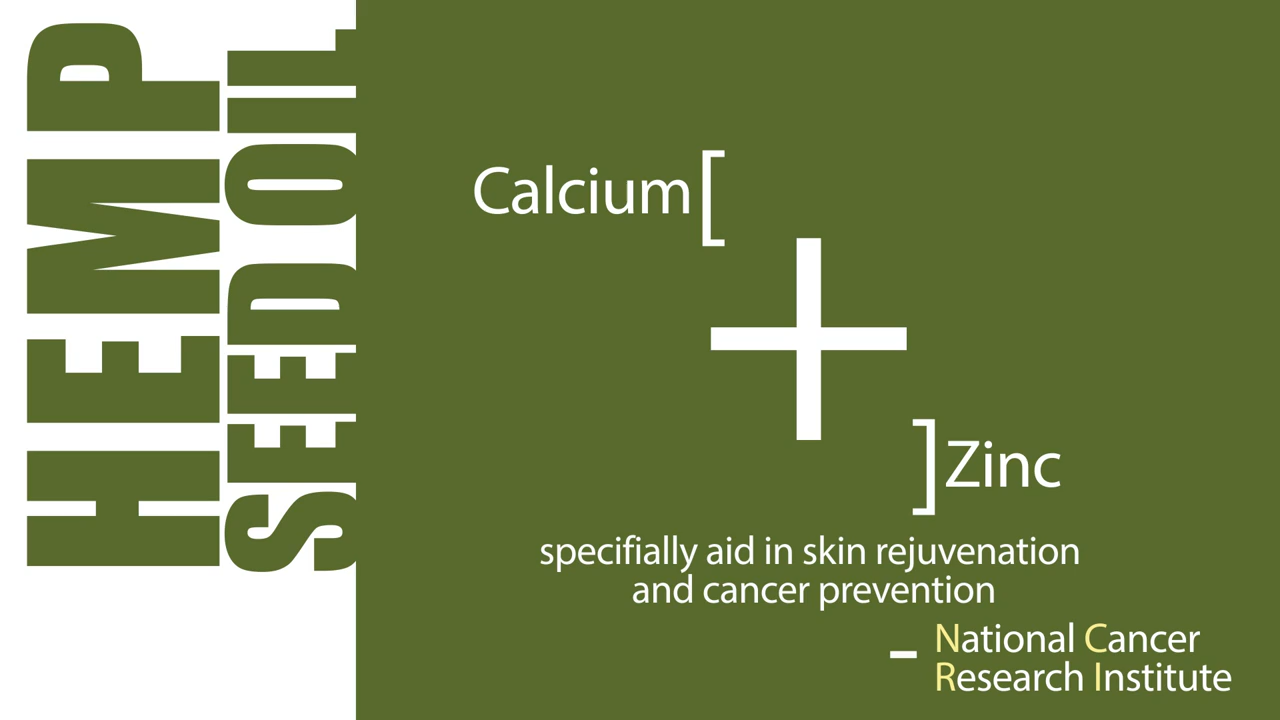 HEMP
SEED OIL
Calcium[
+
]Zinc
specifially aid in skin rejuvenation
and cancer prevention
- National Cancer
Research Institute